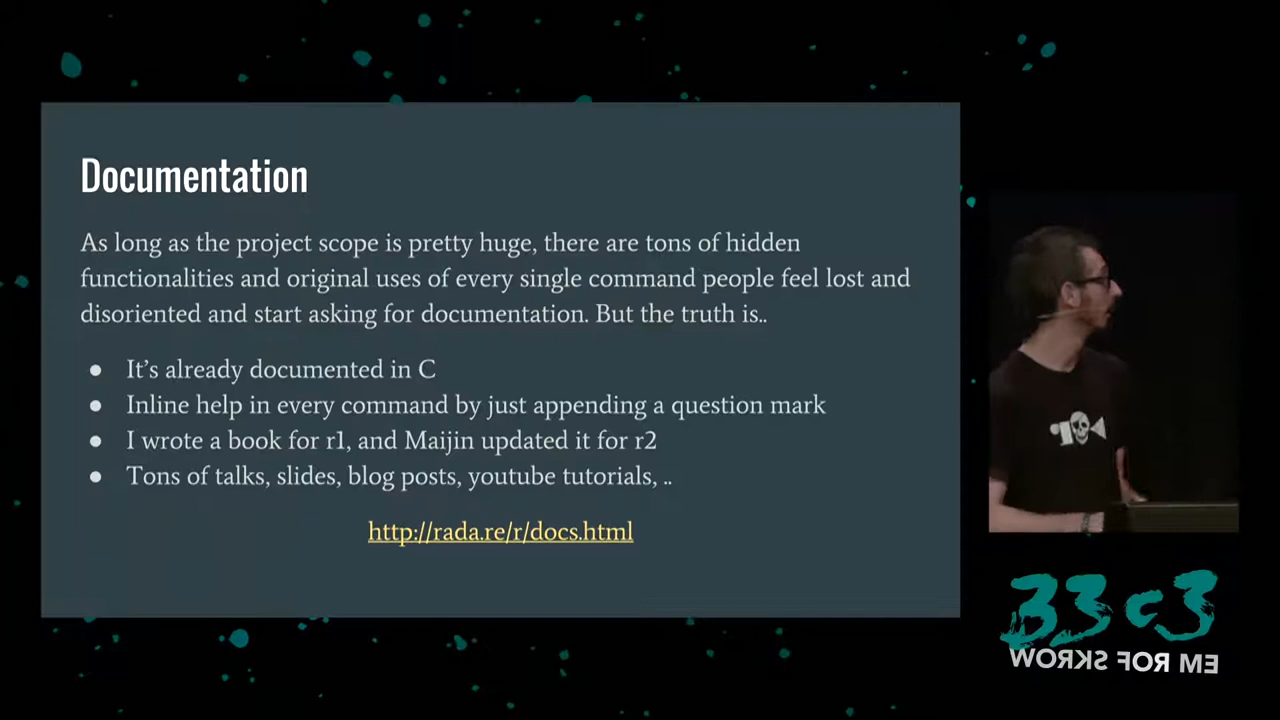 Documentation
As long as the project scope is pretty huge, there are tons of hidden
functionalities and original uses of every single command people feel lost and
disoriented and start asking for documentation. But the truth is..
● It’s already documented in C
● Inline help in every command by just appending a question mark
● I wrote a book for r1, and Maijin updated it for r2
● Tons of talks, slides, blog posts, youtube tutorials, ..
http://rada.re/r/docs.html
33c3
WORKS FOR ME